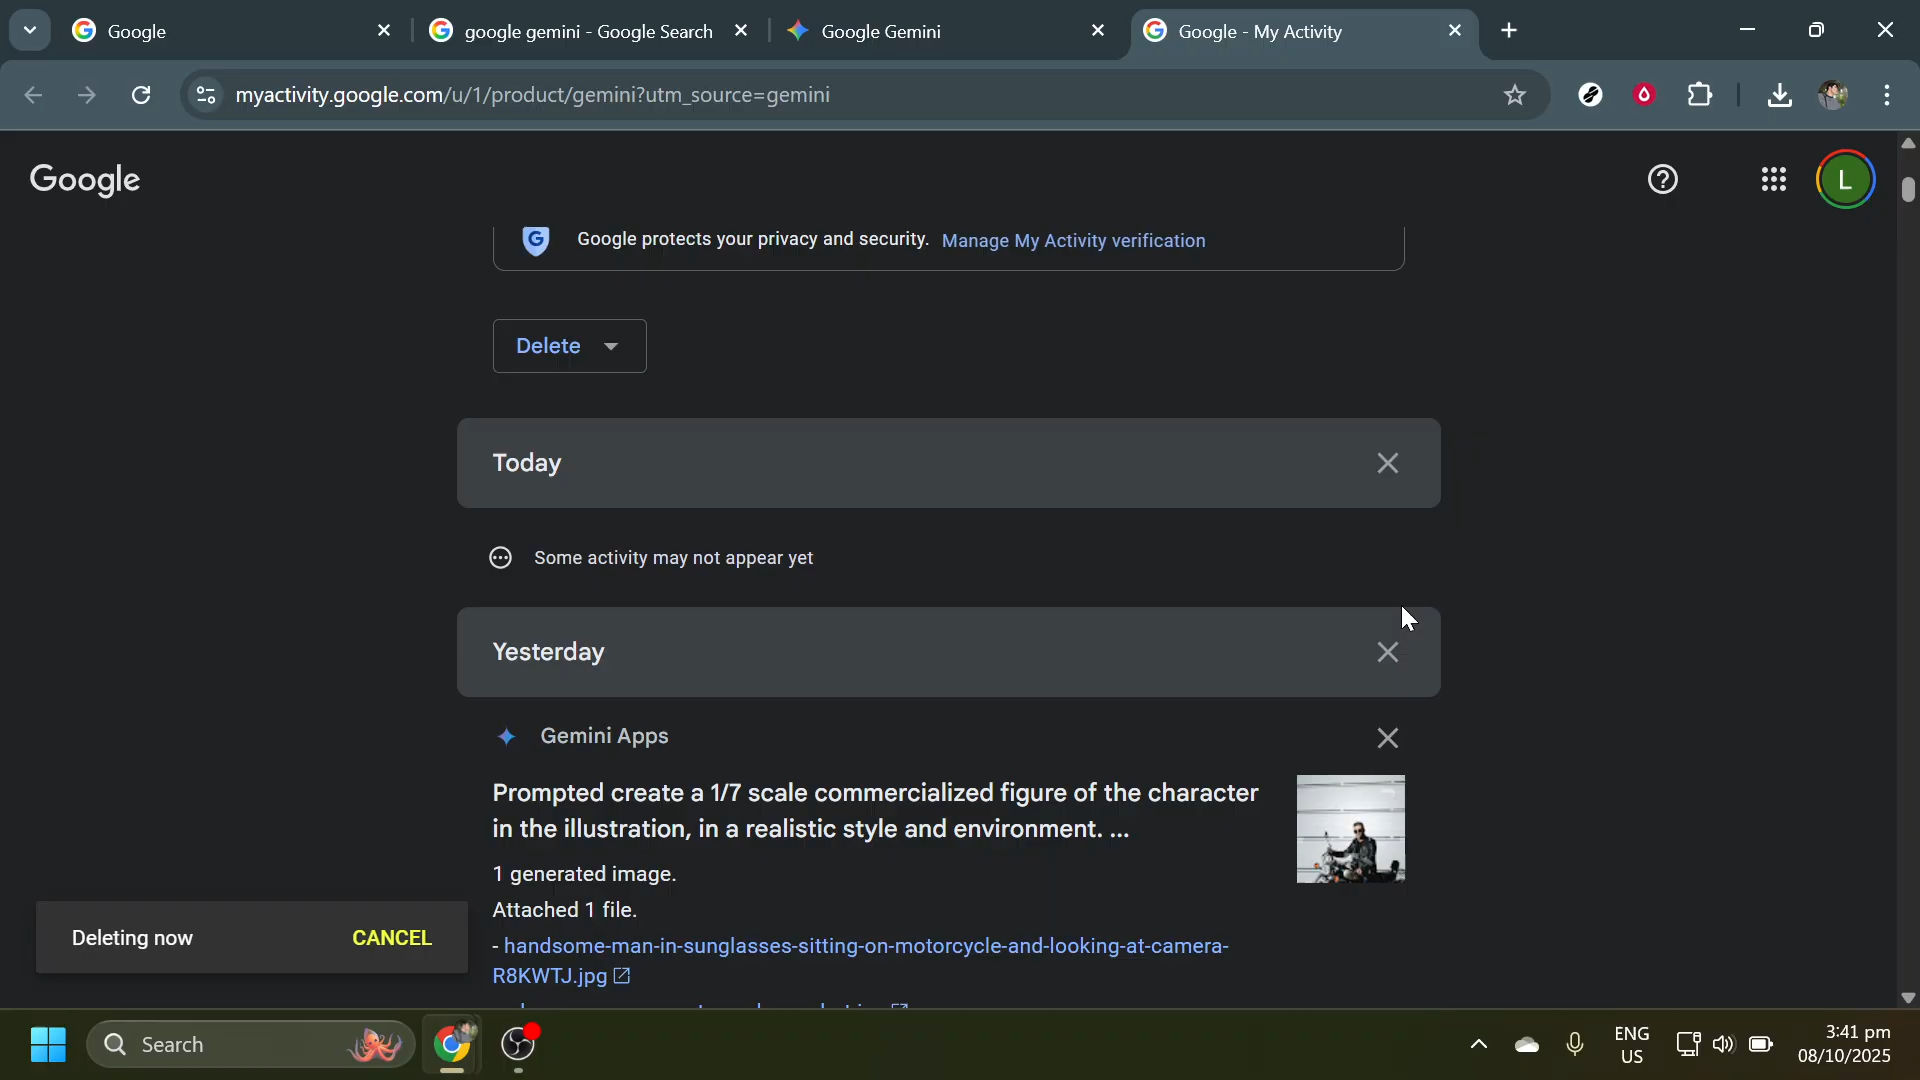 Google
google gemini - Google Search
Google Gemini
Google - My Activity
myactivity.google.com/u/1/product/gemini?utm_source=gemini
Google
L
Google protects your privacy and security. Manage My Activity verification
Delete
Today
Some activity may not appear yet
Yesterday
Gemini Apps
Prompted create a 1/7 scale commercialized figure of the character
in the illustration, in a realistic style and environment. ...
1 generated image.
Attached 1 file.
- handsome-man-in-sunglasses-sitting-on-motorcycle-and-looking-at-camera-
R8KWTJ.jpg
Deleting now
CANCEL
Search
ENG
US
3:41 pm
08/10/2025